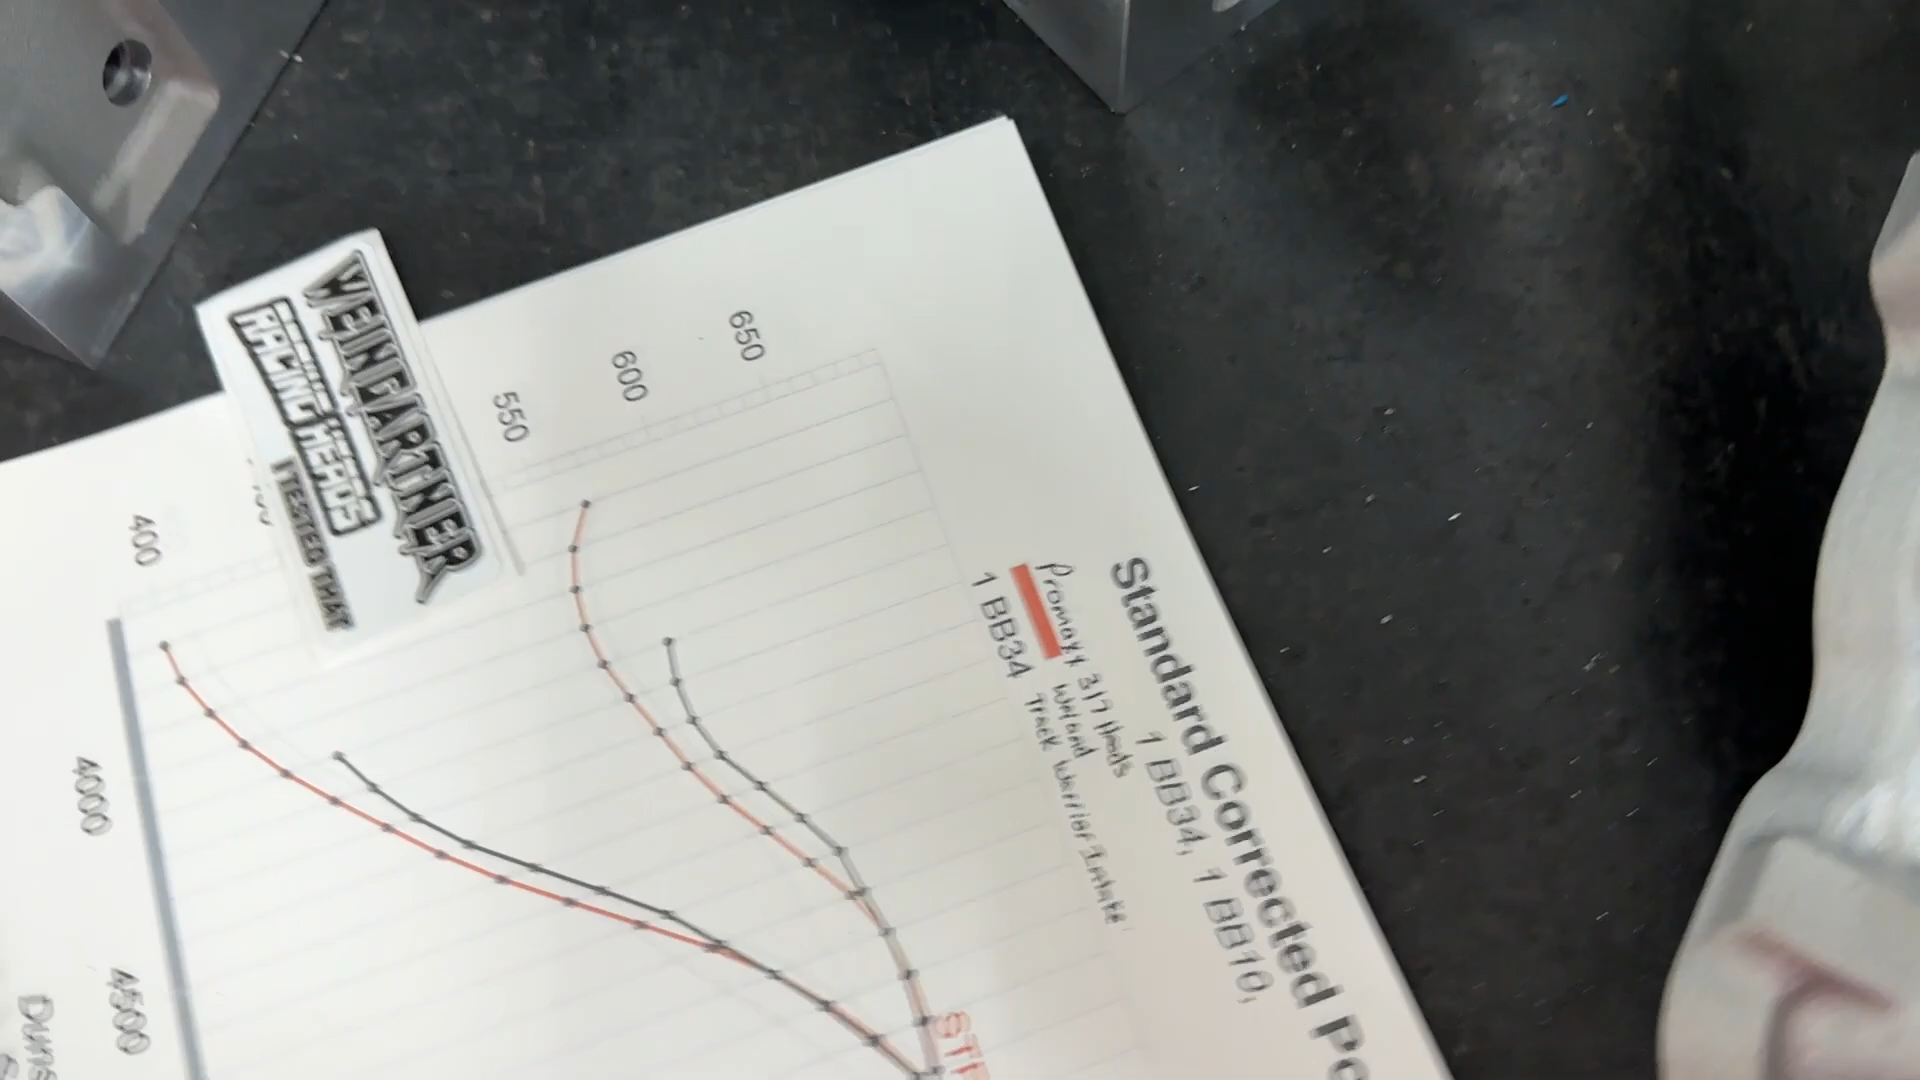 Standard Corrected Po
1 BB34, 1 BB10,
Promaxx 317 Heads
Weiand
1 BB34 Track Warrior Intake
650
600
550
400
WEINGARTNER
RACING HEADS
I TESTED THAT
4000
4500